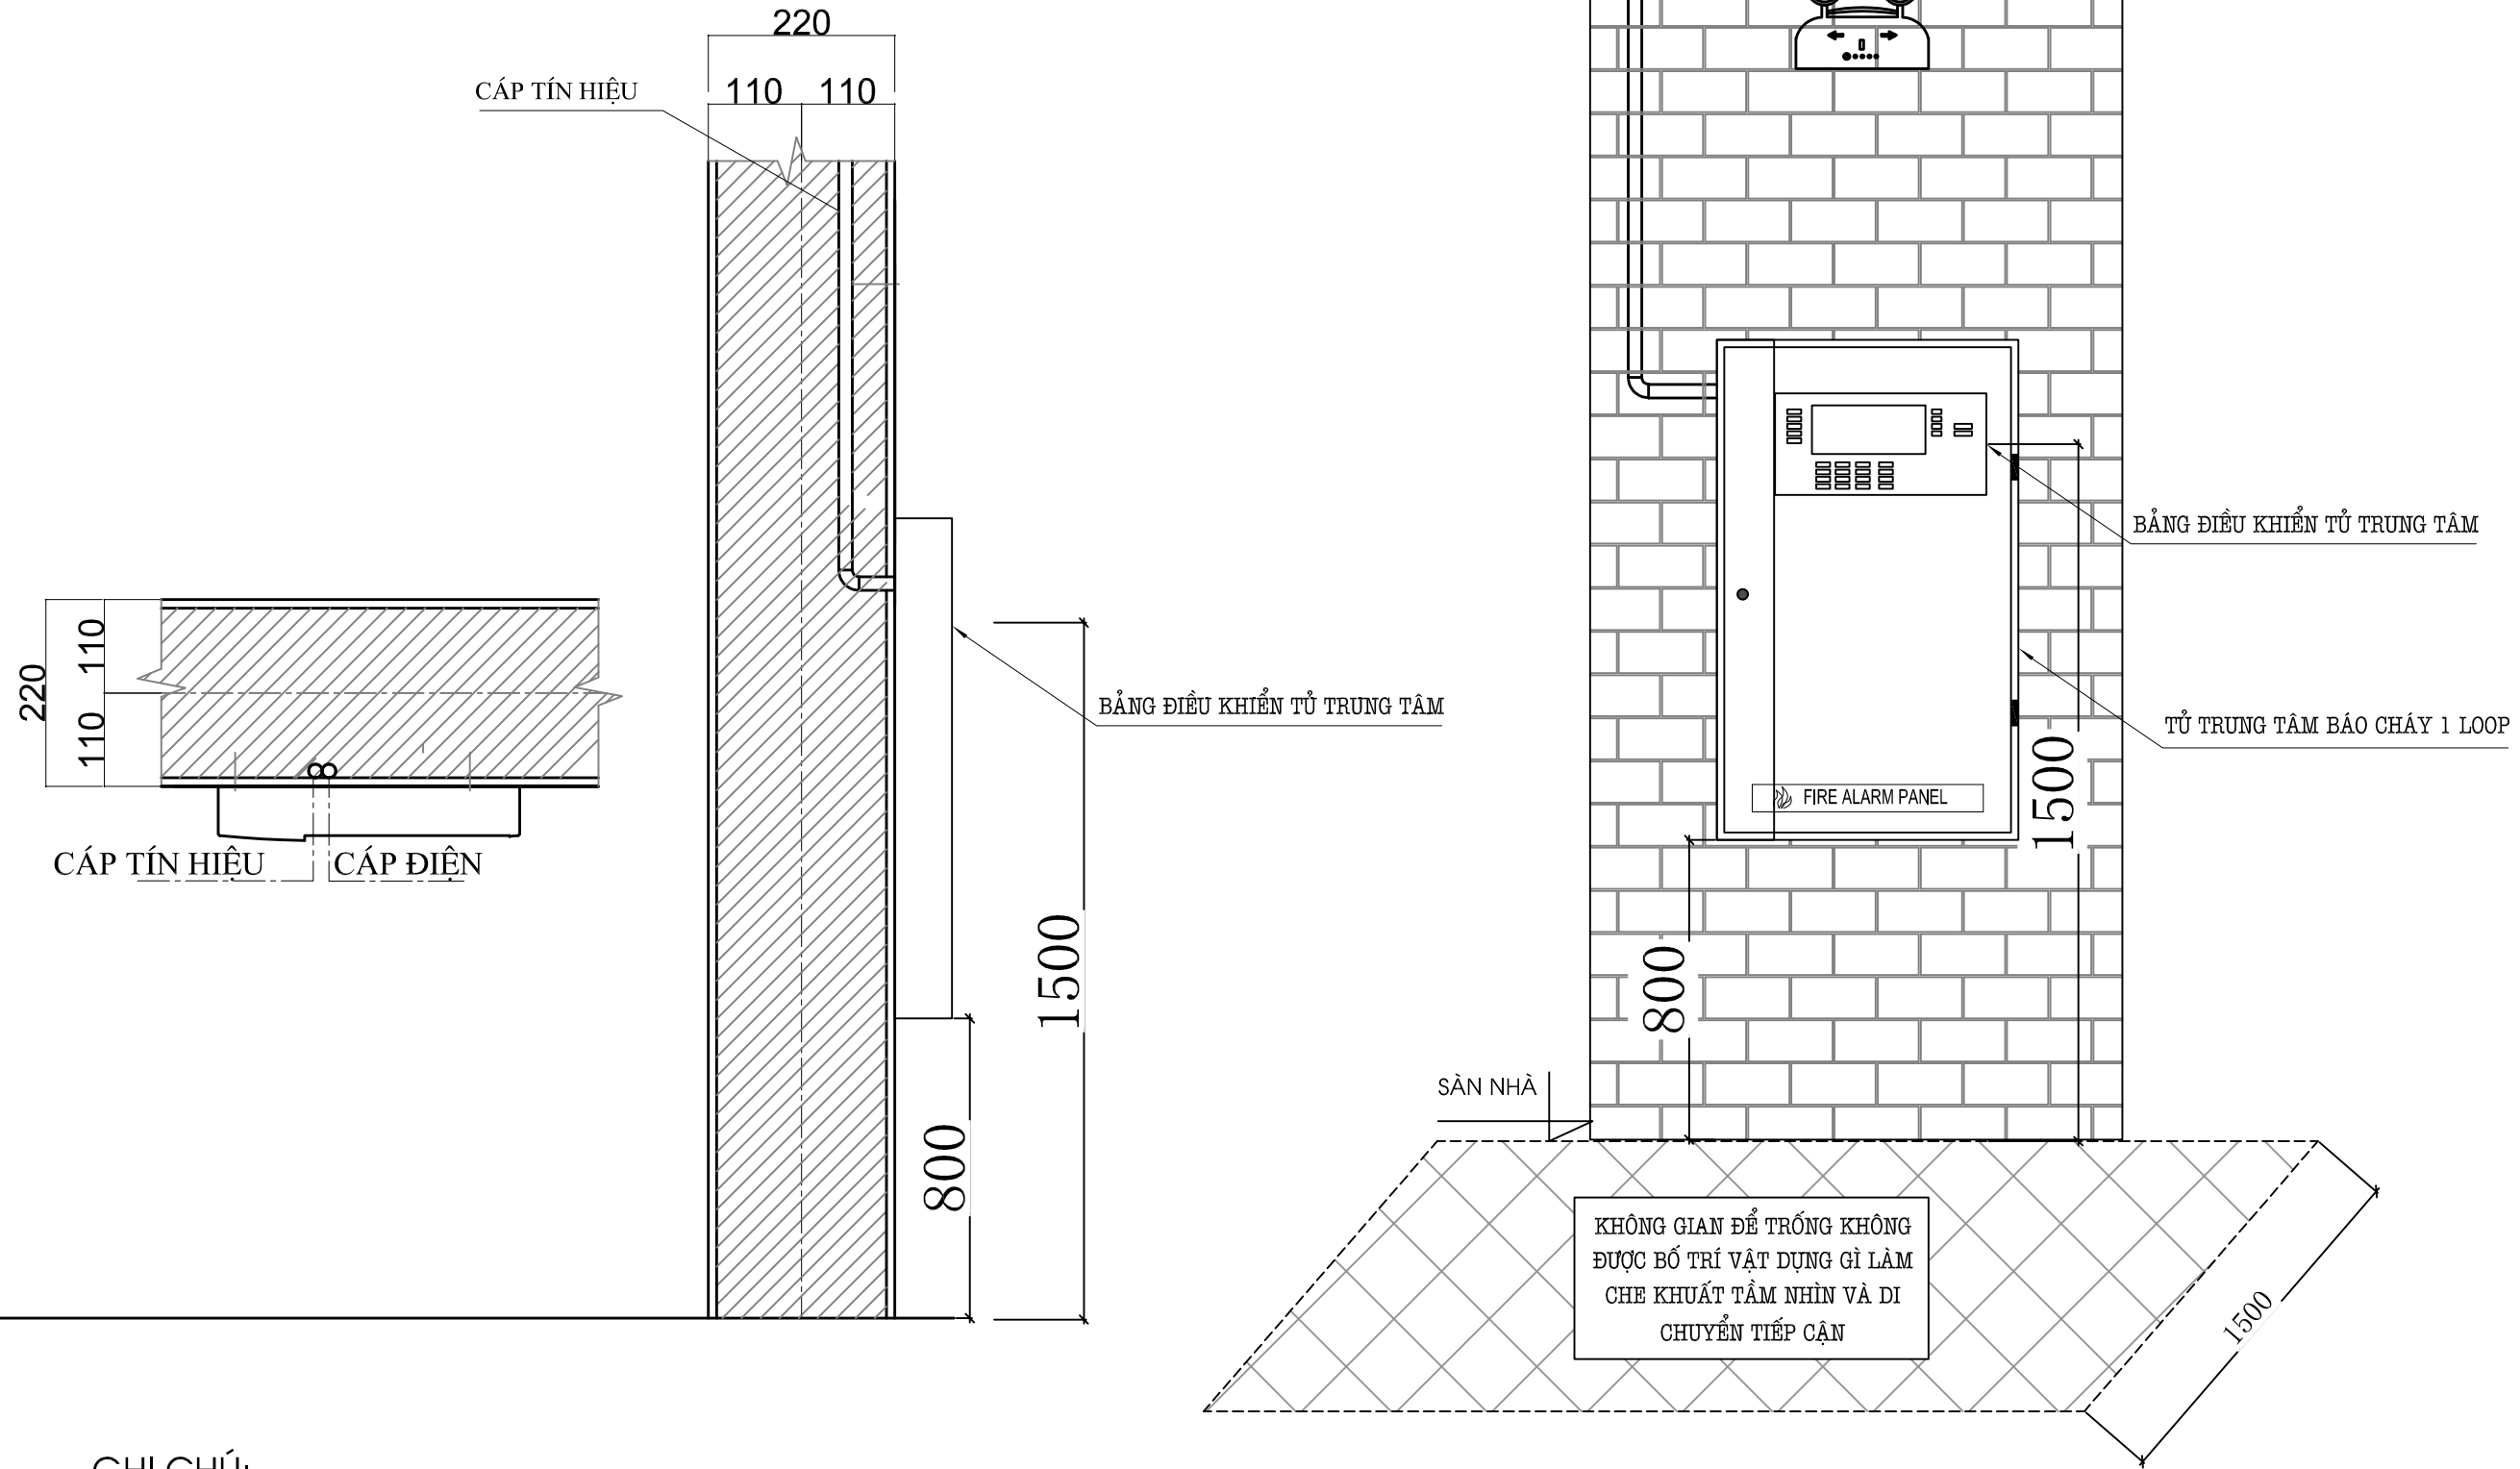 220
110
110
CÁP TÍN HIỆU
220
110
110
CÁP TÍN HIỆU
CÁP ĐIỆN
BẢNG ĐIỀU KHIỂN TỦ TRUNG TÂM
1500
800
BẢNG ĐIỀU KHIỂN TỦ TRUNG TÂM
TỦ TRUNG TÂM BÁO CHÁY 1 LOOP
FIRE ALARM PANEL
1500
800
SÀN NHÀ
KHÔNG GIAN ĐỂ TRỐNG KHÔNG
ĐƯỢC BỐ TRÍ VẬT DỤNG GÌ LÀM
CHE KHUẤT TẦM NHÌN VÀ DI
CHUYỂN TIẾP CẬN
1500
GHI CHÚ: